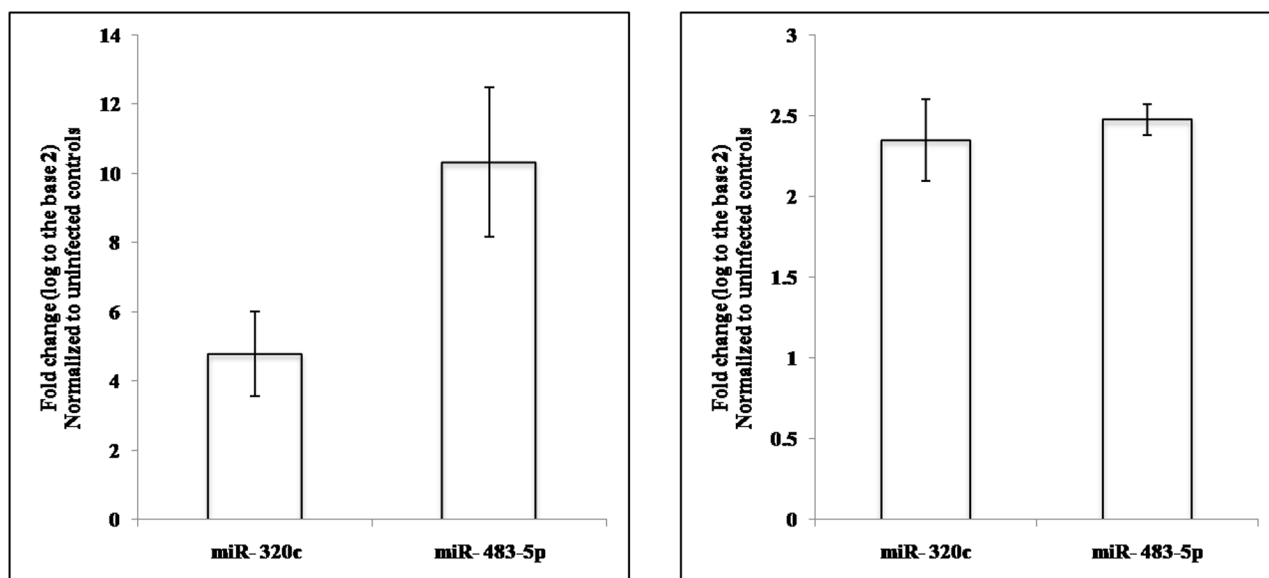 Fold change (log to the base 2)
Normalized to uninfected controls
14
12
10
8
6
4
2
0
miR- 320c
miR- 483-5p
Fold change (log to the base 2)
Normalized to uninfected controls
3
2.5
2
1.5
1
0.5
0
miR- 320c
miR- 483-5p